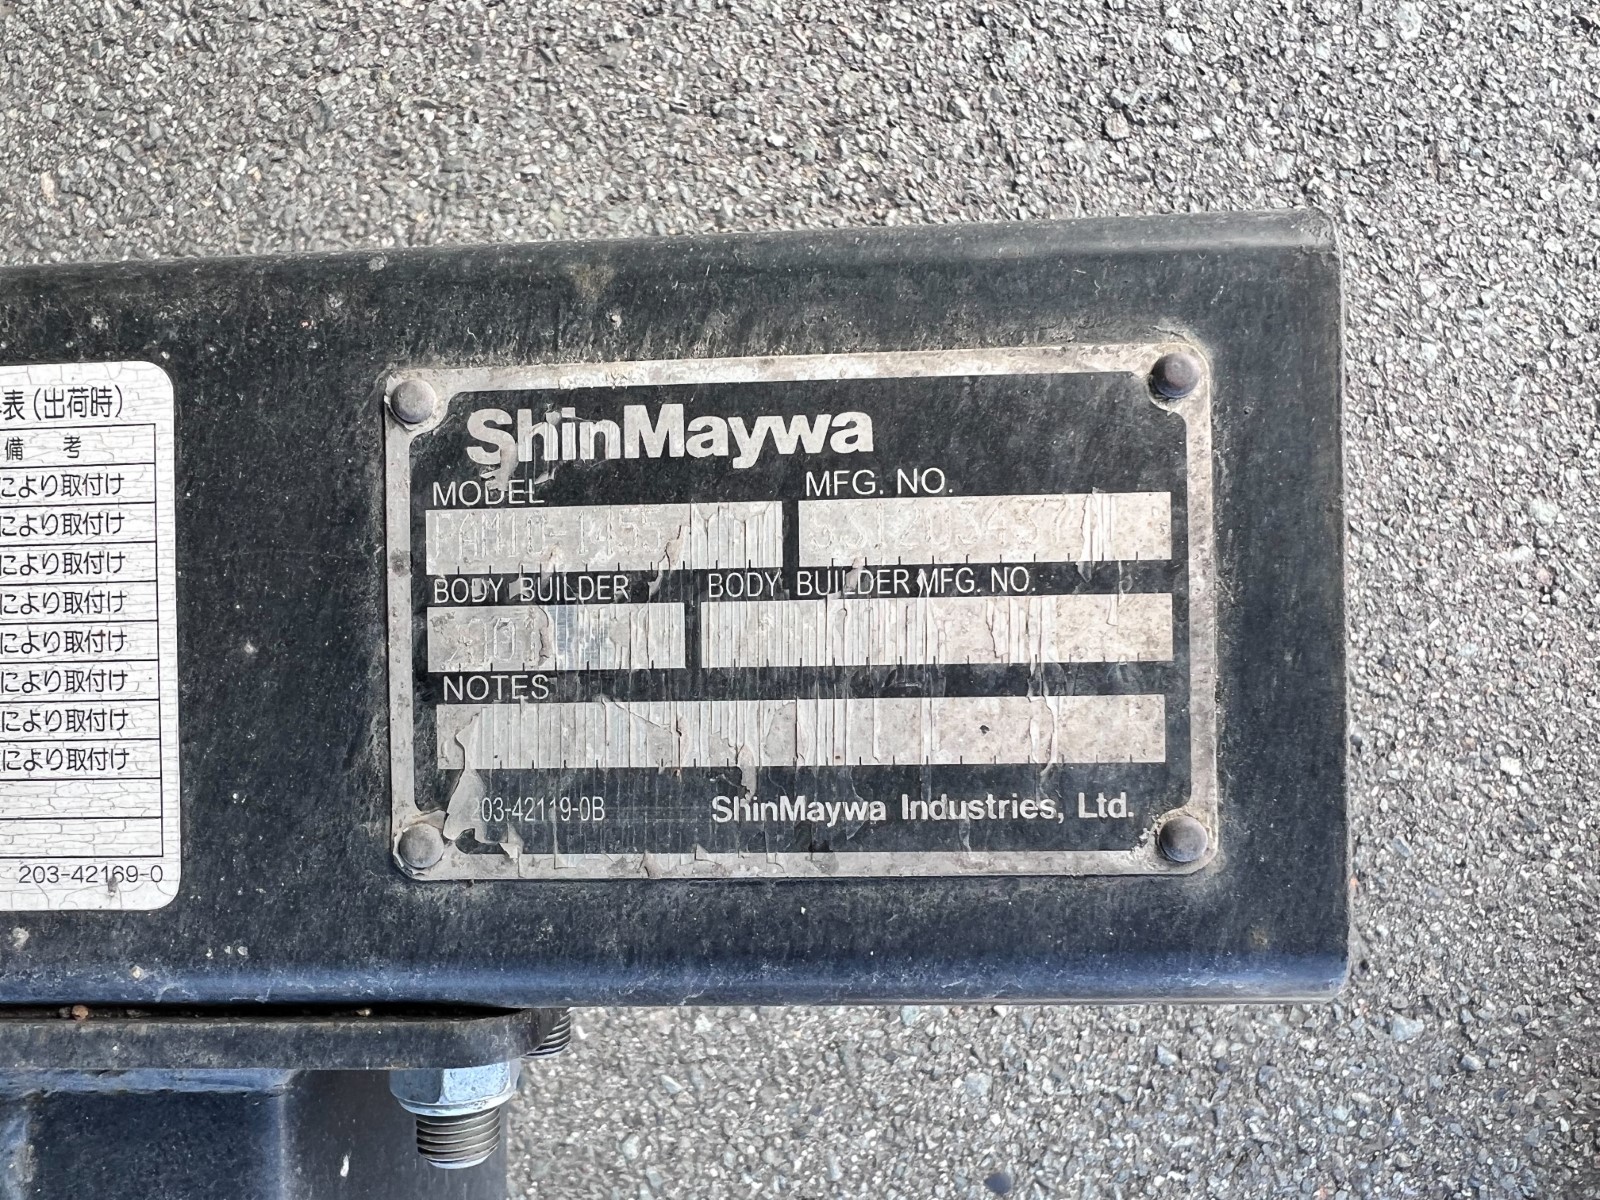 表(出荷時)
備 考
により取付け
により取付け
により取付け
により取付け
により取付け
により取付け
により取付け
により取付け
203-42169-0
ShinMaywa
MODEL
MFG. NO.
BODY BUILDER
BODY BUILDER MFG. NO.
2001
NOTES
203-42119-0B
ShinMaywa Industries, Ltd.